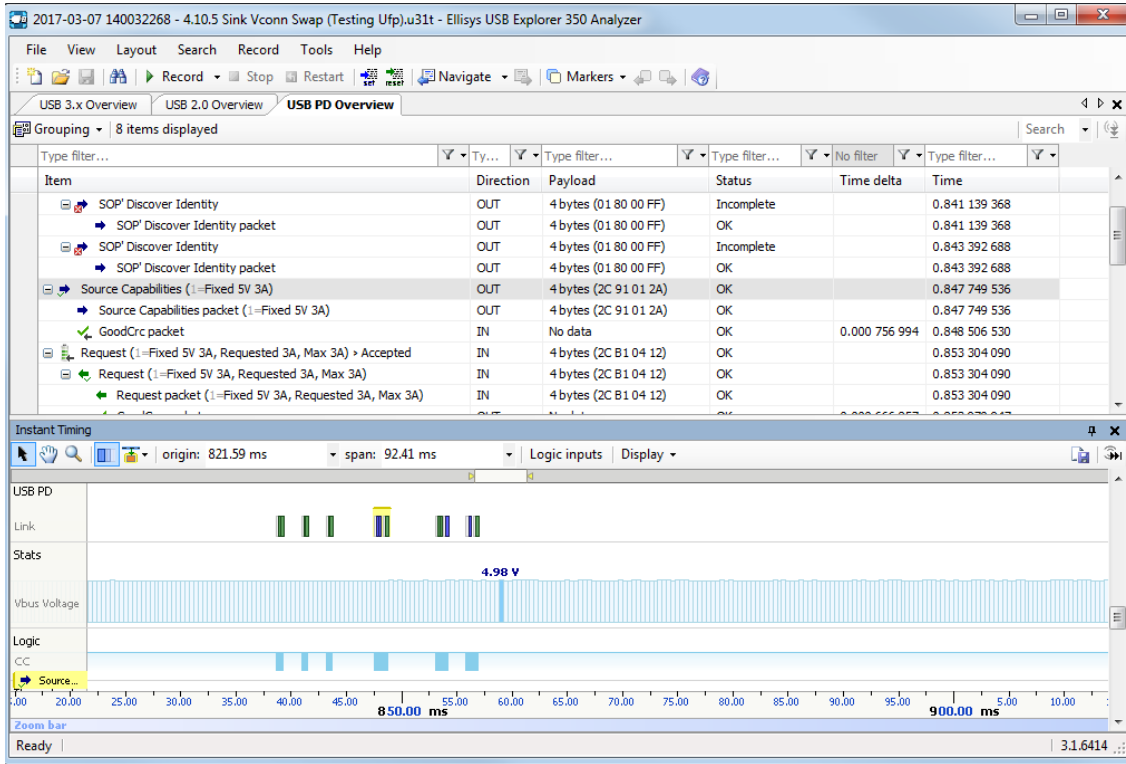 2017-03-07 140032268 - 4.10.5 Sink Vconn Swap (Testing Ufp).u31t - Ellisys USB Explorer 350 Analyzer
File View Layout Search Record Tools Help
Record Stop Restart set reset Navigate Markers
USB 3.x Overview USB 2.0 Overview USB PD Overview
Grouping 8 items displayed Search
Type filter... Ty... Type filter... Type filter... No filter Type filter...
Item Direction Payload Status Time delta Time
SOP' Discover Identity OUT 4 bytes (01 80 00 FF) Incomplete 0.841 139 368
SOP' Discover Identity packet OUT 4 bytes (01 80 00 FF) OK 0.841 139 368
SOP' Discover Identity OUT 4 bytes (01 80 00 FF) Incomplete 0.843 392 688
SOP' Discover Identity packet OUT 4 bytes (01 80 00 FF) OK 0.843 392 688
Source Capabilities (1=Fixed 5V 3A) OUT 4 bytes (2C 91 01 2A) OK 0.847 749 536
Source Capabilities packet (1=Fixed 5V 3A) OUT 4 bytes (2C 91 01 2A) OK 0.847 749 536
GoodCrc packet IN No data OK 0.000 756 994 0.848 506 530
Request (1=Fixed 5V 3A, Requested 3A, Max 3A) › Accepted IN 4 bytes (2C B1 04 12) OK 0.853 304 090
Request (1=Fixed 5V 3A, Requested 3A, Max 3A) IN 4 bytes (2C B1 04 12) OK 0.853 304 090
Request packet (1=Fixed 5V 3A, Requested 3A, Max 3A) IN 4 bytes (2C B1 04 12) OK 0.853 304 090
Instant Timing
origin: 821.59 ms span: 92.41 ms Logic inputs Display
USB PD
Link
Stats
4.98 V
Vbus Voltage
Logic
CC
Source...
20.00 25.00 30.00 35.00 40.00 45.00 850.00 ms 55.00 60.00 65.00 70.00 75.00 80.00 85.00 90.00 95.00 900.00 ms 5.00 10.00
Zoom bar
Ready 3.1.6414